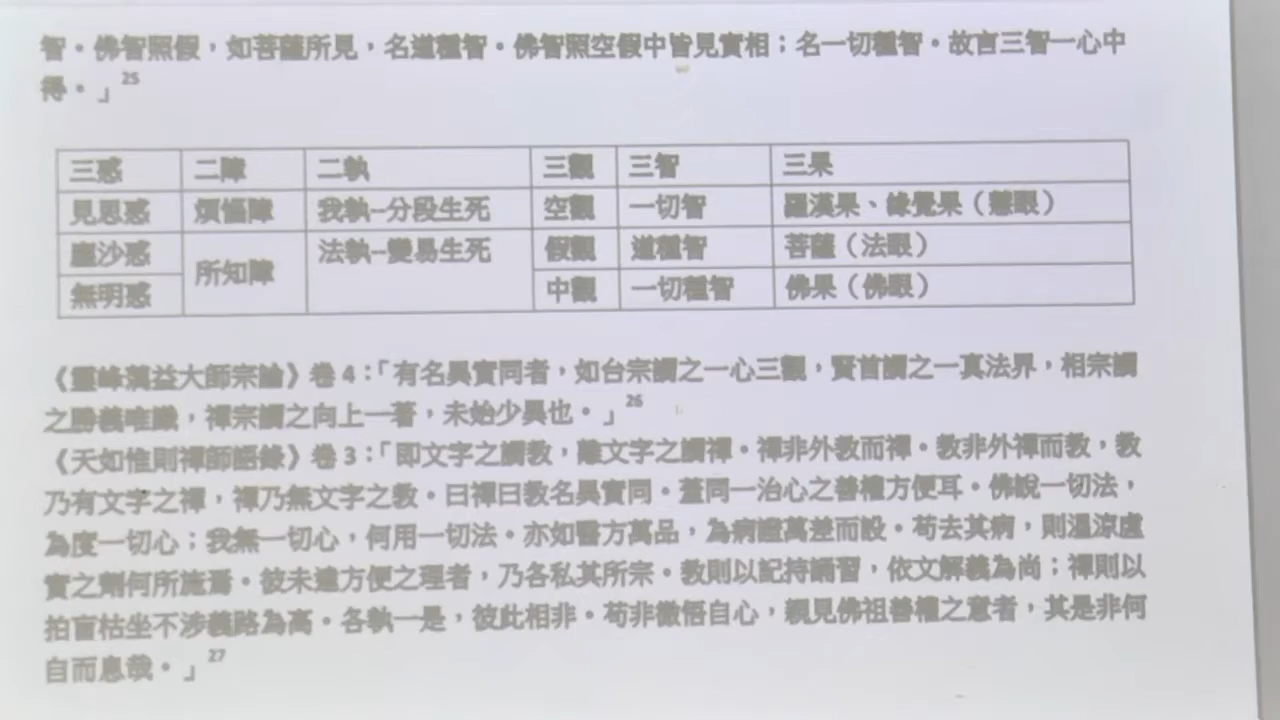 智。佛智照假，如菩薩所見，名道種智。佛智照空假中皆見實相；名一切種智。故言三智一心中
得。」25
三惑 二障 二執 三觀 三智 三果
見思惑 煩惱障 我執–分段生死 空觀 一切智 羅漢果、緣覺果（慧眼）
塵沙惑 所知障 法執–變易生死 假觀 道種智 菩薩（法眼）
無明惑 中觀 一切種智 佛果（佛眼）
《靈峰蕅益大師宗論》卷 4：「有名異實同者，如台宗謂之一心三觀，賢首謂之一真法界，相宗謂
之勝義唯識，禪宗謂之向上一著，未始少異也。」26
《天如惟則禪師語錄》卷 3：「即文字之謂教，離文字之謂禪。禪非外教而禪。教非外禪而教，教
乃有文字之禪，禪乃無文字之教。曰禪曰教名異實同。蓋同一治心之善權方便耳。佛說一切法，
為度一切心；我無一切心，何用一切法。亦如醫方萬品，為病證萬差而設。苟去其病，則溫涼虛
實之劑何所施焉。彼未達方便之理者，乃各私其所宗。教則以記持誦習，依文解義為尚；禪則以
拍盲枯坐不涉義路為高。各執一是，彼此相非。苟非徹悟自心，親見佛祖善權之意者，其是非何
自而息哉。」27